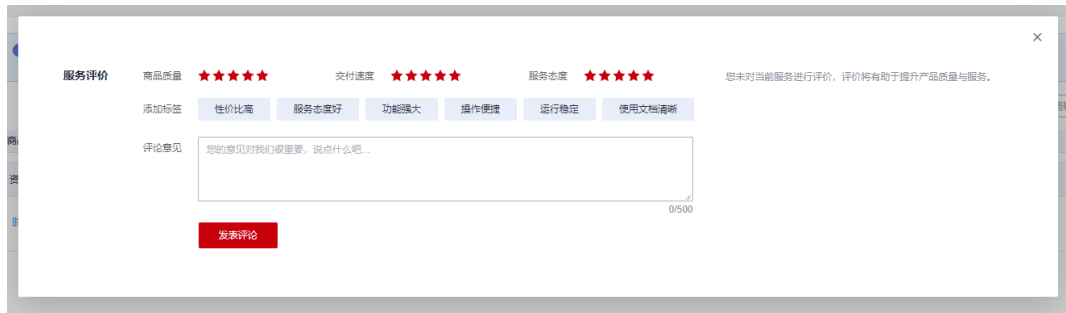 服务评价 商品质量 交付速度 服务态度 您未对当前服务进行评价，评价将有助于提升产品质量与服务。
添加标签 性价比高 服务态度好 功能强大 操作便捷 运行稳定 使用文档清晰
商
评论意见 您的意见对我们很重要，说点什么吧...
资
0/500
发表评论